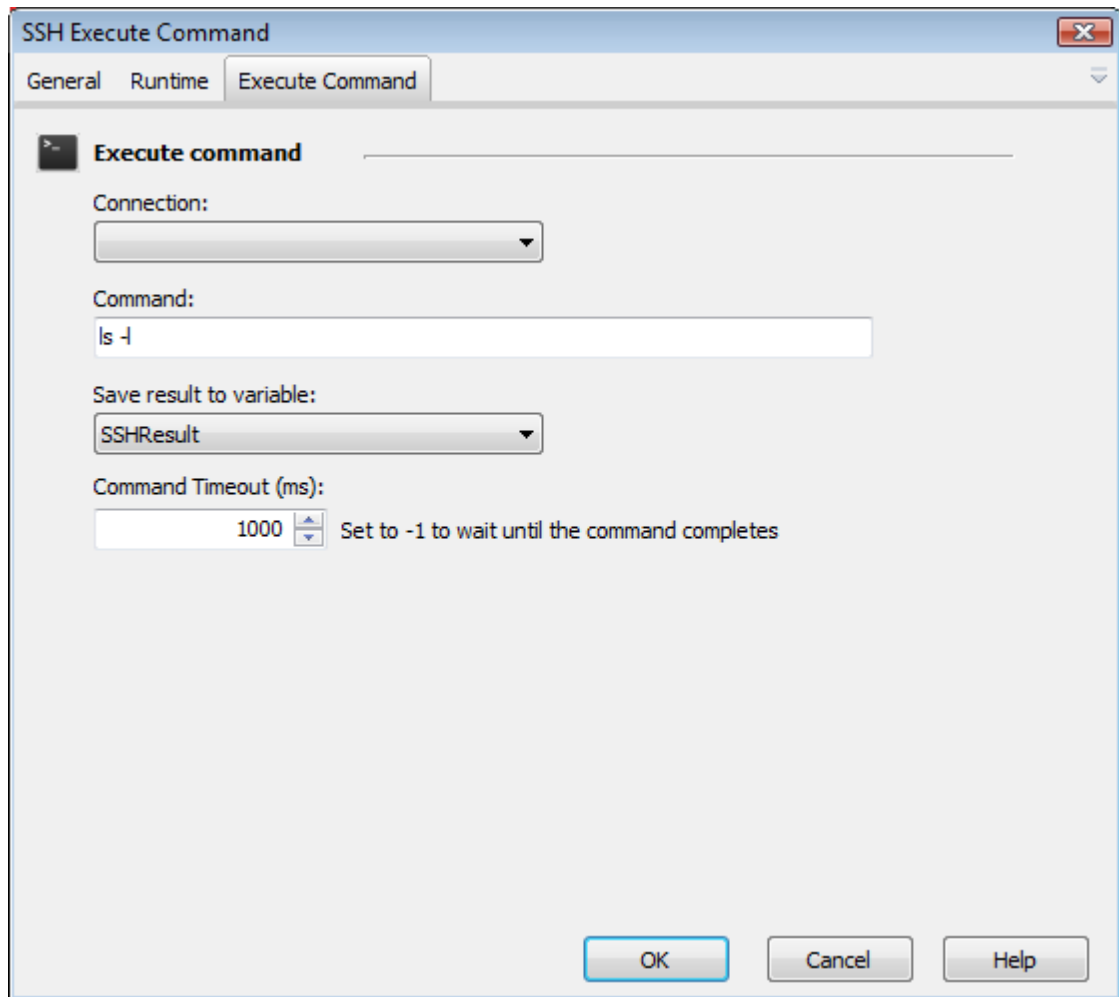 SSH Execute Command
General Runtime Execute Command
Execute command
Connection:
Command:
ls -l
Save result to variable:
SSHResult
Command Timeout (ms):
1000 Set to -1 to wait until the command completes
OK Cancel Help